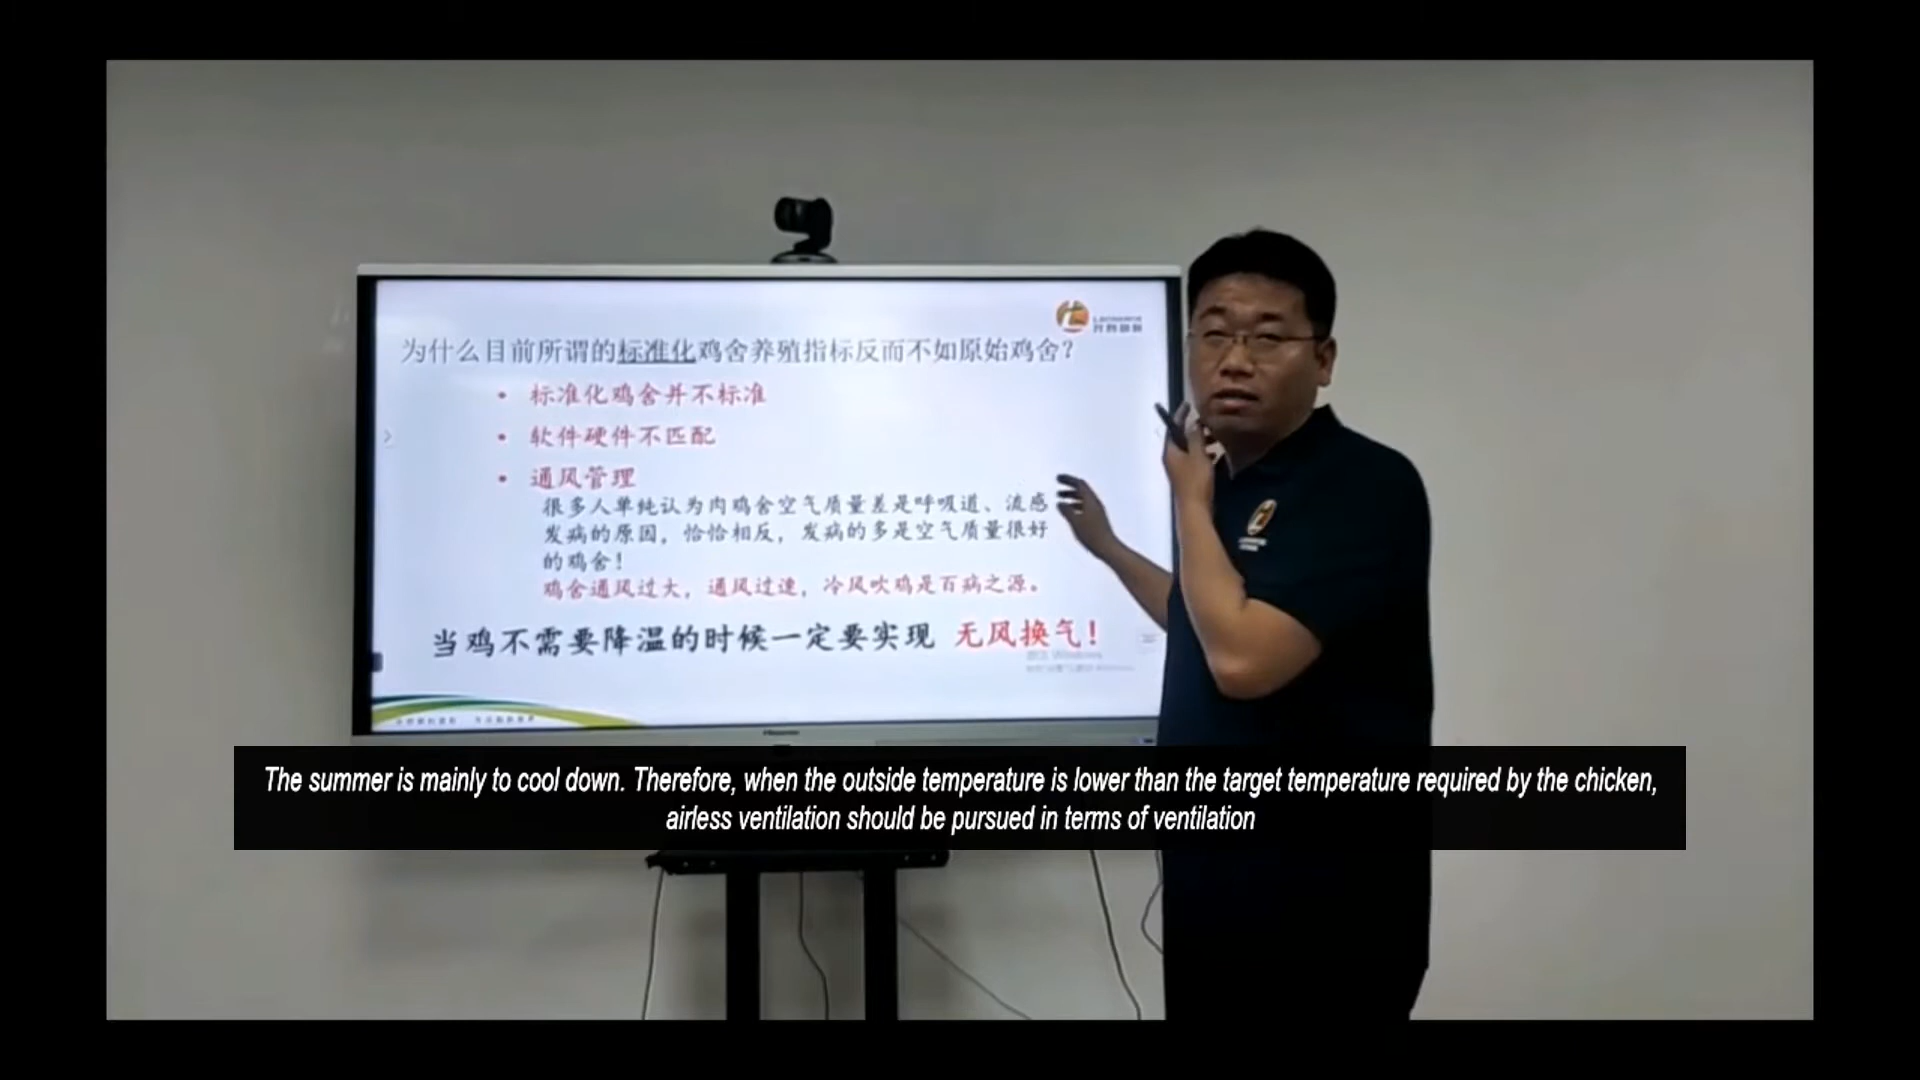 为什么目前所谓的标准化鸡舍养殖指标反而不如原始鸡舍？
• 标准化鸡舍并不标准
• 软件硬件不匹配
• 通风管理
很多人单纯认为肉鸡舍空气质量差是呼吸道、流感
发病的原因，恰恰相反，发病的多是空气质量很好
的鸡舍！
鸡舍通风过大，通风过速，冷风吹鸡是百病之源。
当鸡不需要降温的时候一定要实现 无风换气！
Hisense
The summer is mainly to cool down. Therefore, when the outside temperature is lower than the target temperature required by the chicken,
airless ventilation should be pursued in terms of ventilation